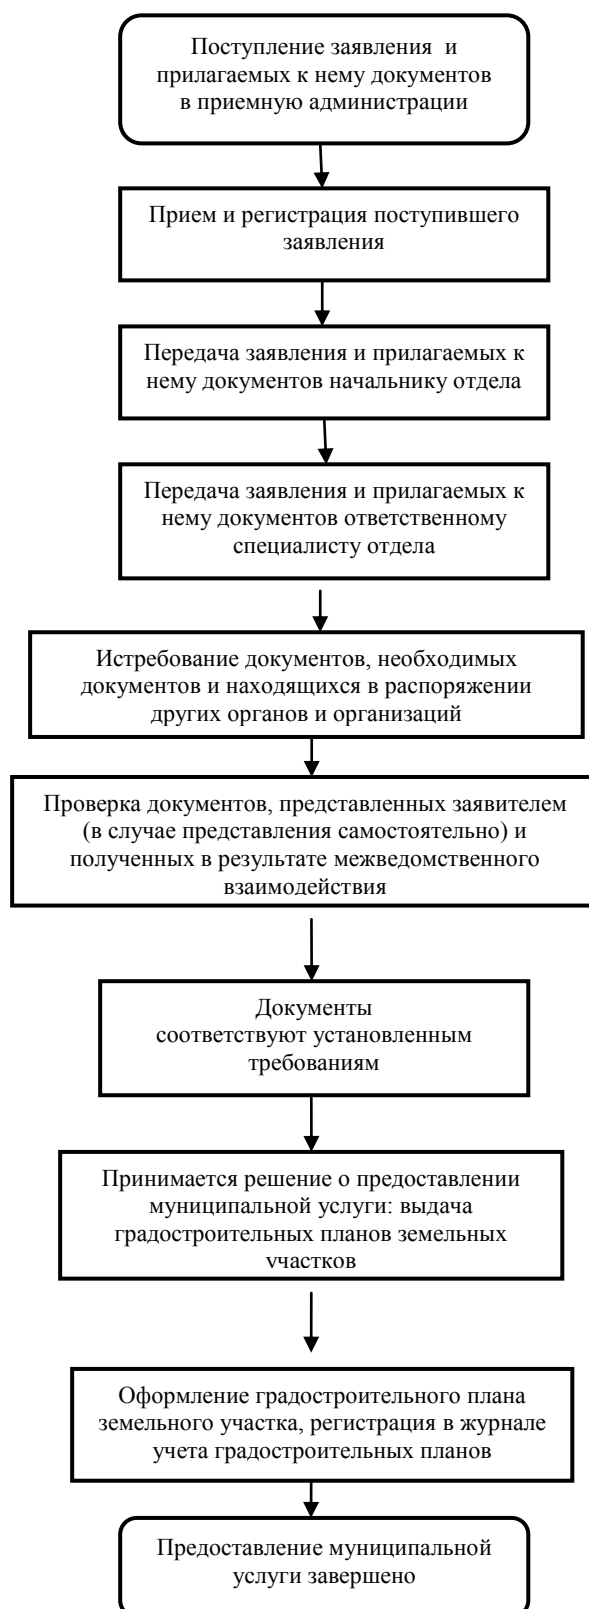 Поступление заявления и
прилагаемых к нему документов
в приемную администрации
Прием и регистрация поступившего
заявления
Передача заявления и прилагаемых к
нему документов начальнику отдела
Передача заявления и прилагаемых к
нему документов ответственному
специалисту отдела
Истребование документов, необходимых
документов и находящихся в распоряжении
других органов и организаций
Проверка документов, представленных заявителем
(в случае представления самостоятельно) и
полученных в результате межведомственного
взаимодействия
Документы
соответствуют установленным
требованиям
Принимается решение о предоставлении
муниципальной услуги: выдача
градостроительных планов земельных
участков
Оформление градостроительного плана
земельного участка, регистрация в журнале
учета градостроительных планов
Предоставление муниципальной
услуги завершено